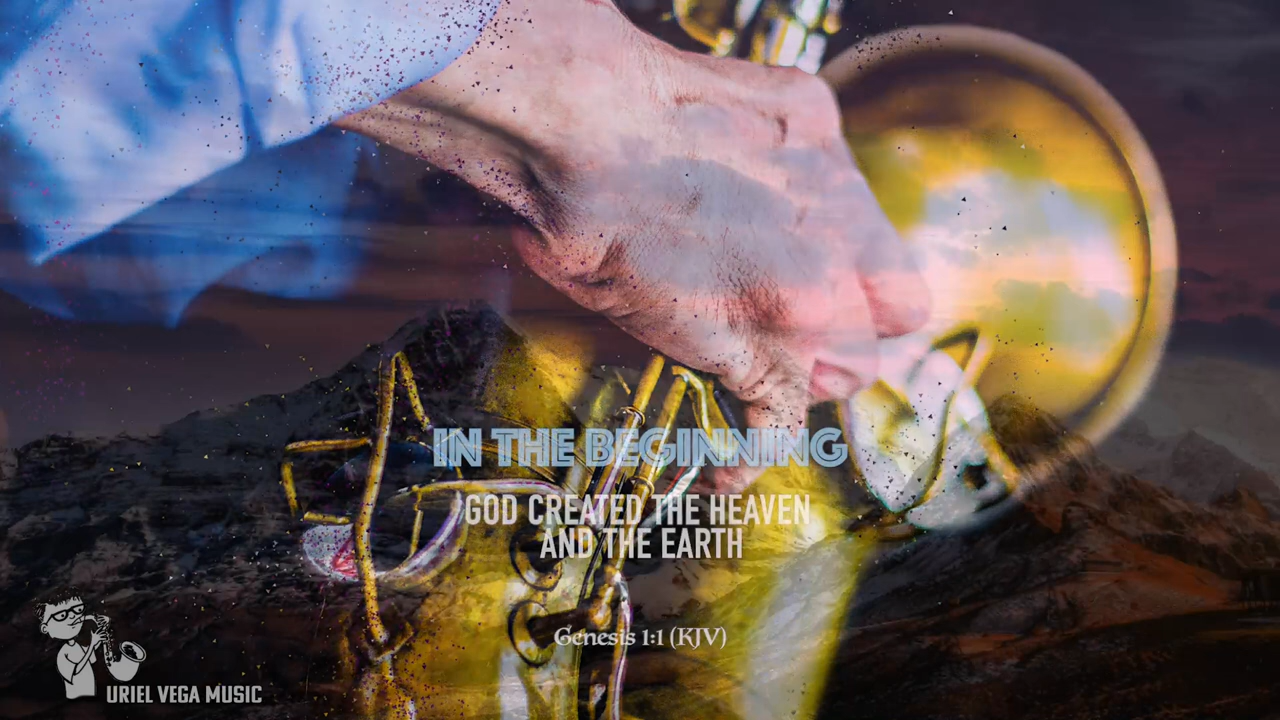 IN THE BEGINNING
GOD CREATED THE HEAVEN
AND THE EARTH
Genesis 1:1 (KJV)
URIEL VEGA MUSIC